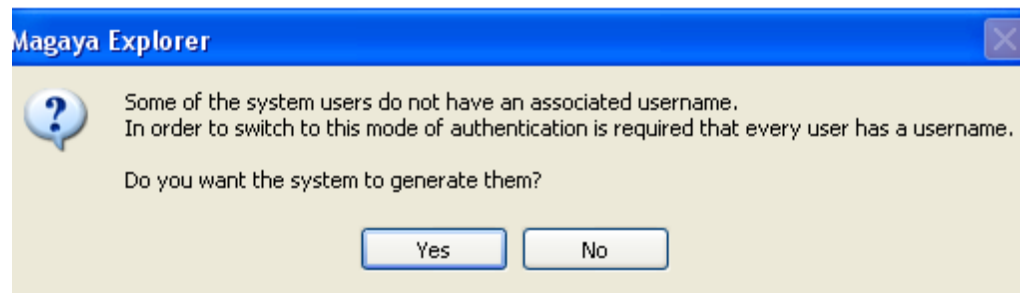 Magaya Explorer
Some of the system users do not have an associated username.
In order to switch to this mode of authentication is required that every user has a username.
Do you want the system to generate them?
Yes No